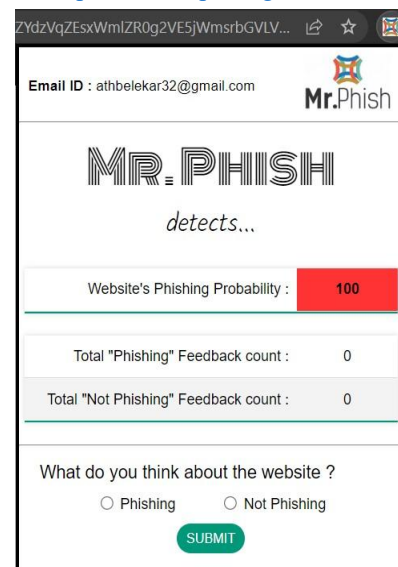 YdzVqZEsxWmlZR0g2VE5jWmsrbGVLV...
Email ID : athbelekar32@gmail.com
Mr.Phish
MR. PHISH
detects...
Website's Phishing Probability : 100
Total "Phishing" Feedback count : 0
Total "Not Phishing" Feedback count : 0
What do you think about the website ?
Phishing Not Phishing
SUBMIT